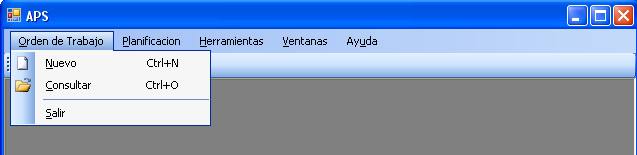 APS
Orden de Trabajo Planificacion Herramientas Ventanas Ayuda
Nuevo Ctrl+N
Consultar Ctrl+O
Salir